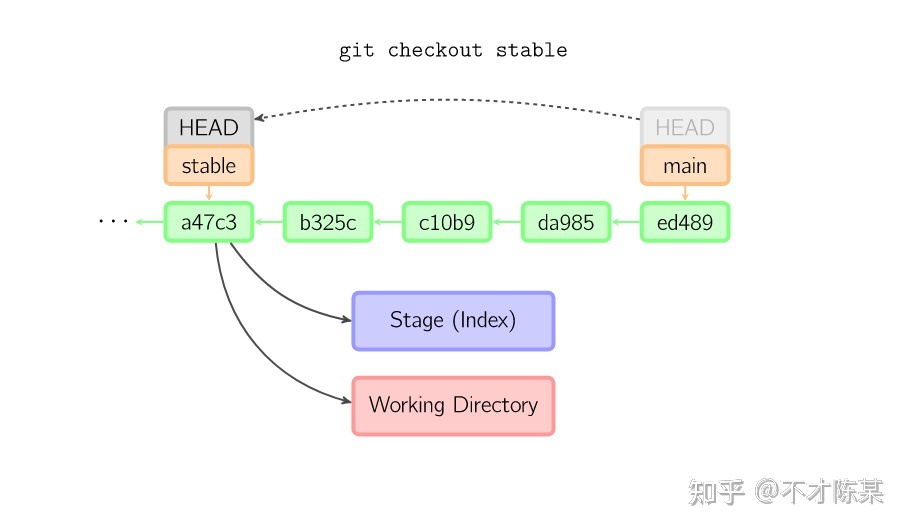 git checkout stable
HEAD HEAD
stable main
... a47c3 b325c c10b9 da985 ed489
Stage (Index)
Working Directory
知乎 @不才陈某